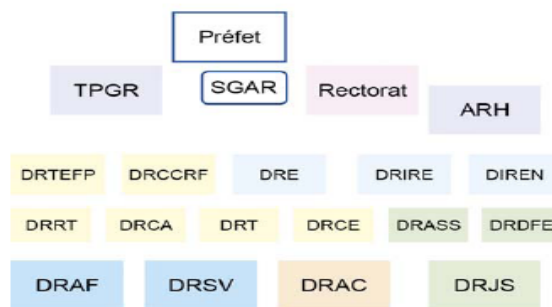 Préfet
TPGR SGAR Rectorat
ARH
DRTEFP DRCCRF DRE DRIRE DIREN
DRRT DRCA DRT DRCE DRASS DRDFE
DRAF DRSV DRAC DRJS